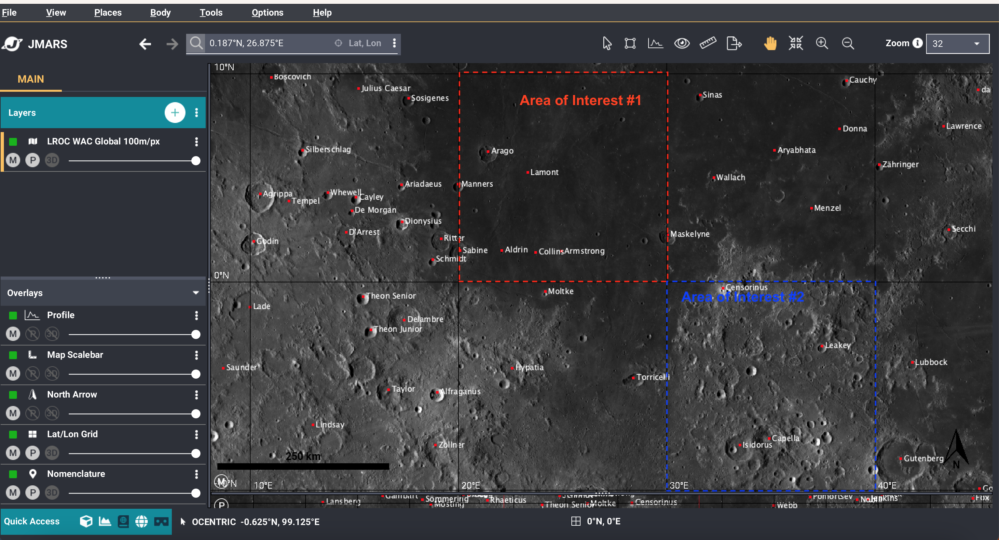 File View Places Body Tools Options Help
JMARS
0.187°N, 26.875°E
Lat, Lon
Zoom
32
MAIN
Layers
LROC WAC Global 100m/px
M P 3D
Overlays
Profile
M R 3D
Map Scalebar
M R 3D
North Arrow
M R 3D
Lat/Lon Grid
M P 3D
Nomenclature
M P 3D
10°N
Boscovich
Julius Caesar
Sosigenes
Area of Interest #1
Sinas
Cauchy
da
Donna
Lawrence
Silberschlag
Arago
Aryabhata
Lamont
Zähringer
Wallach
Ariadaeus
Manners
Agrippa
Whewell
Cayley
Tempel
De Morgan
Menzel
Dionysius
D'Arrest
Secchi
Ritter
Maskelyne
Godin
Sabine
Aldrin
Collins
Armstrong
Schmidt
0°N
Censorinus
Moltke
Area of Interest #2
Theon Senior
Lade
Delambre
Theon Junior
Leakey
Saunder
Hypatia
Lubbock
Torricelli
Taylor
Alfraganus
Lindsay
Capella
Zöllner
Isidorus
250 km
Gutenberg
N
M
-10°N
10°E
20°E
30°E
40°E
Go
Gambart
Sömmering
Rhaeticus
Pomortsev
Fox
Lansberg
Mösting
Theon Senior
Moltke
Censorinus
Webb
P
Quick Access
OCENTRIC -0.625°N, 99.125°E
0°N, 0°E